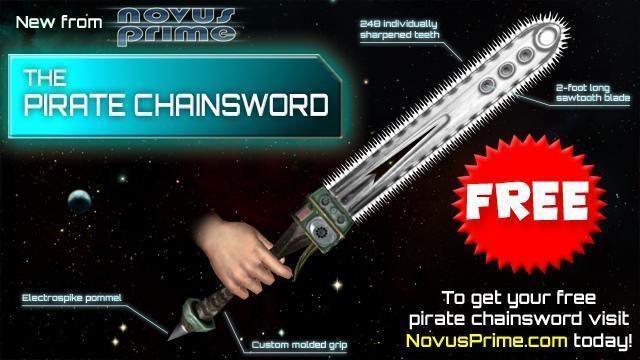 New from novus prime
THE
PIRATE CHAINSWORD
248 individually
sharpened teeth
2-foot long
sawtooth blade
FREE
Electrospike pommel
Custom molded grip
To get your free
pirate chainsword visit
NovusPrime.com today!